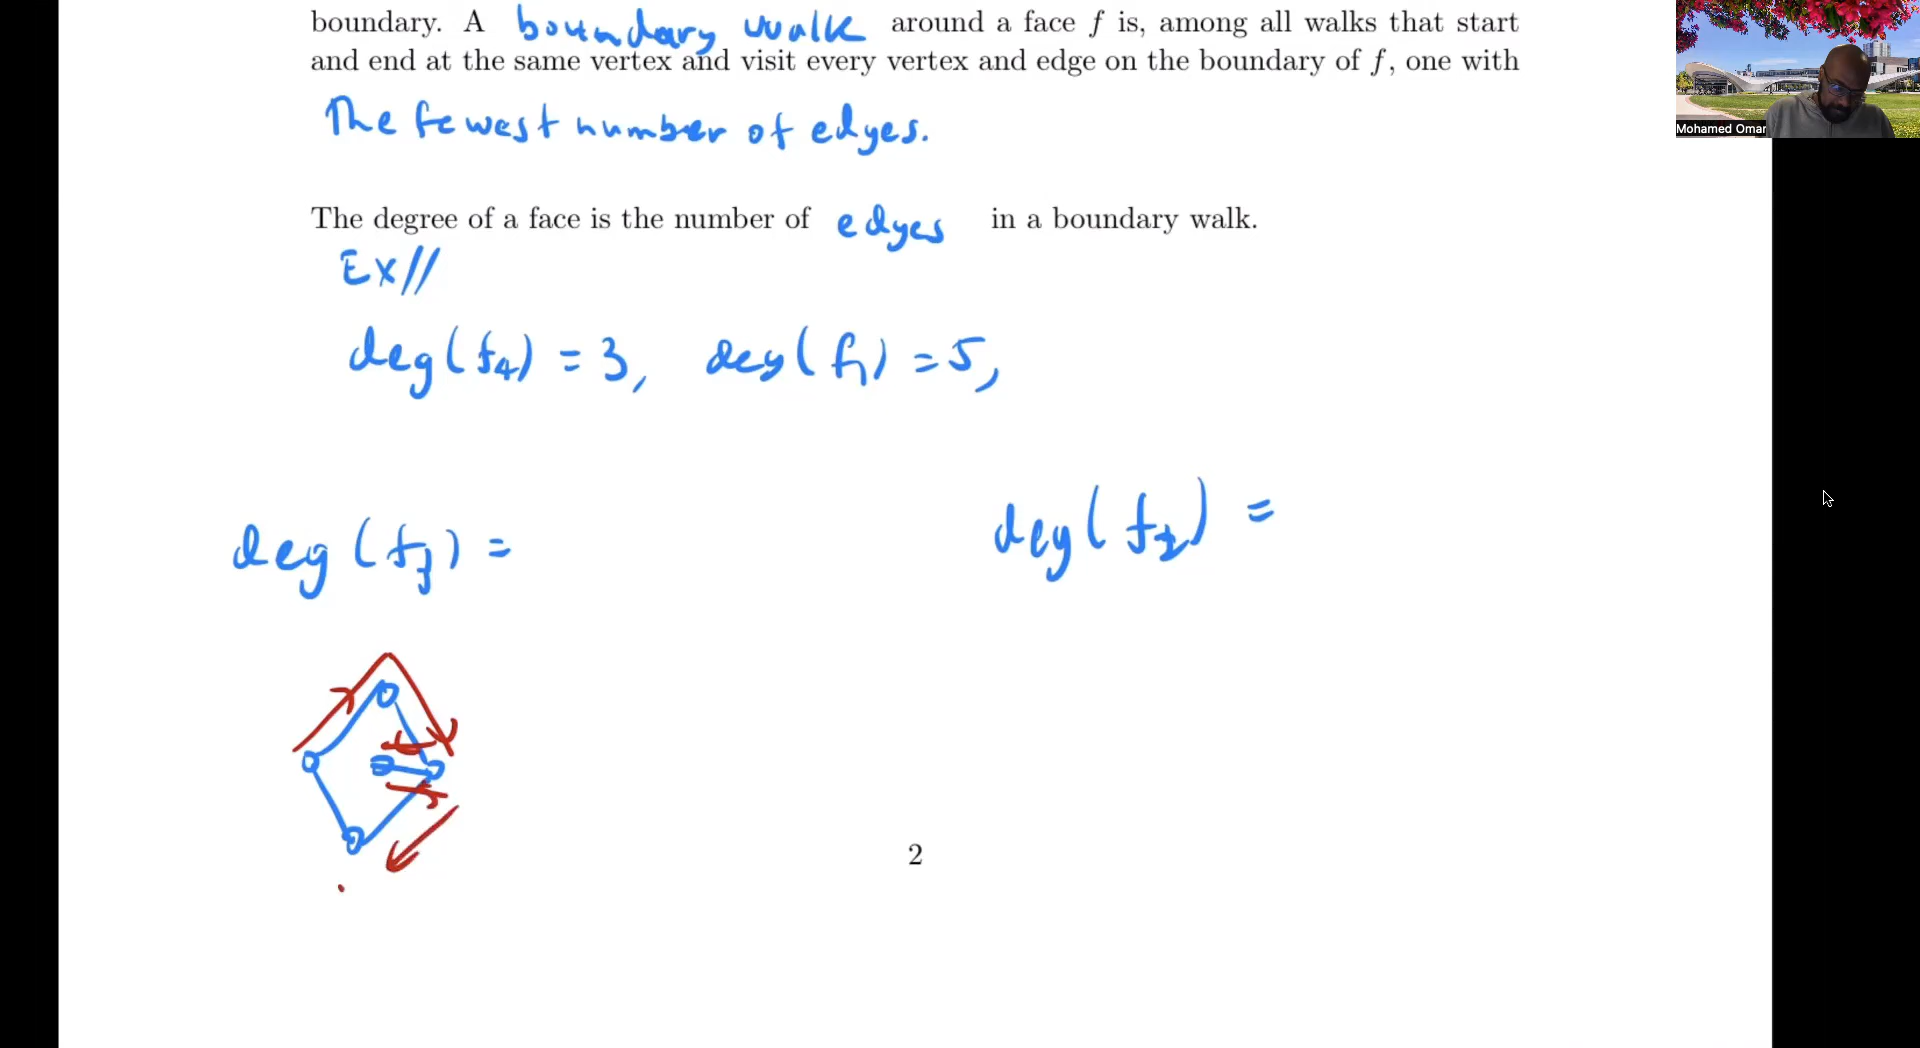 boundary. A boundary walk around a face f is, among all walks that start
and end at the same vertex and visit every vertex and edge on the boundary of f, one with
The fewest number of edges.
The degree of a face is the number of edges in a boundary walk.
Ex//
deg(f₄) = 3, deg(f₁) = 5,
deg(f₃) =
deg(f₂) =
2
Mohamed Omar